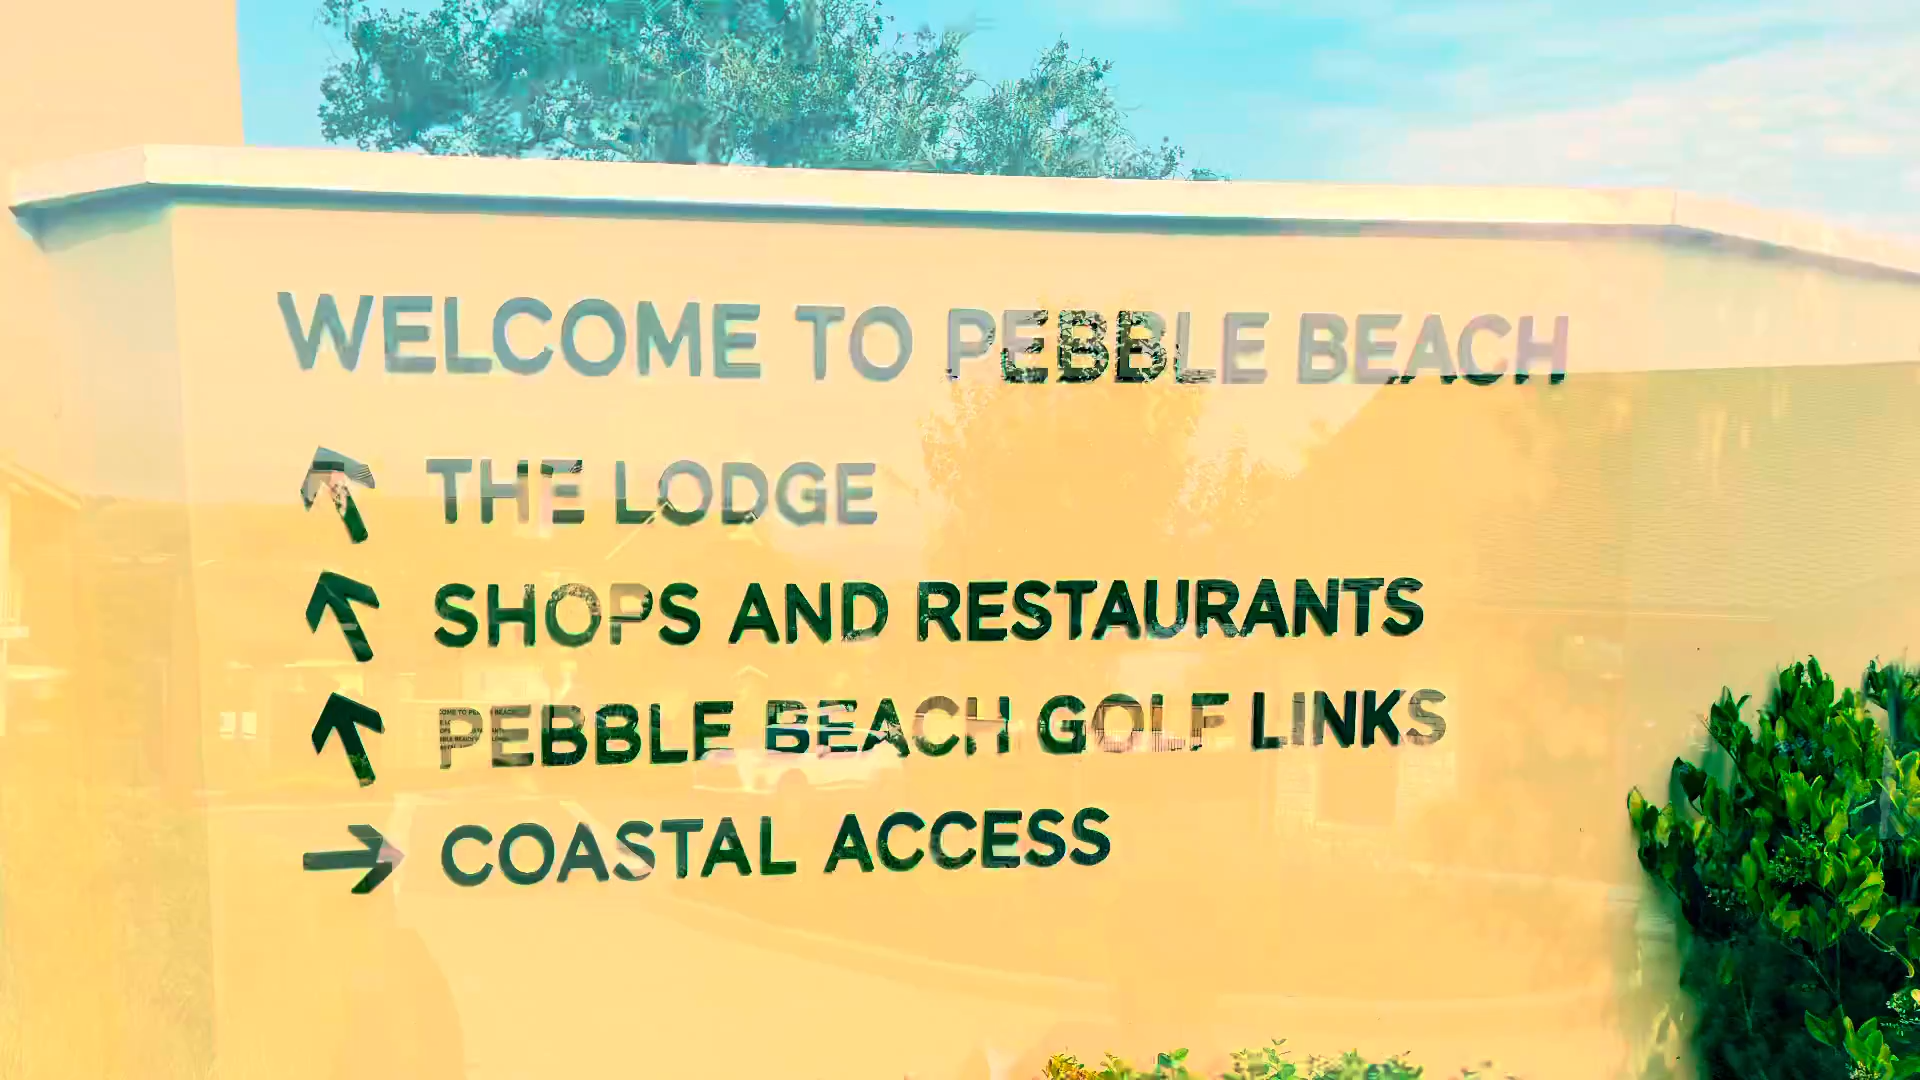 WELCOME TO PEBBLE BEACH
THE LODGE
SHOPS AND RESTAURANTS
PEBBLE BEACH GOLF LINKS
COASTAL ACCESS